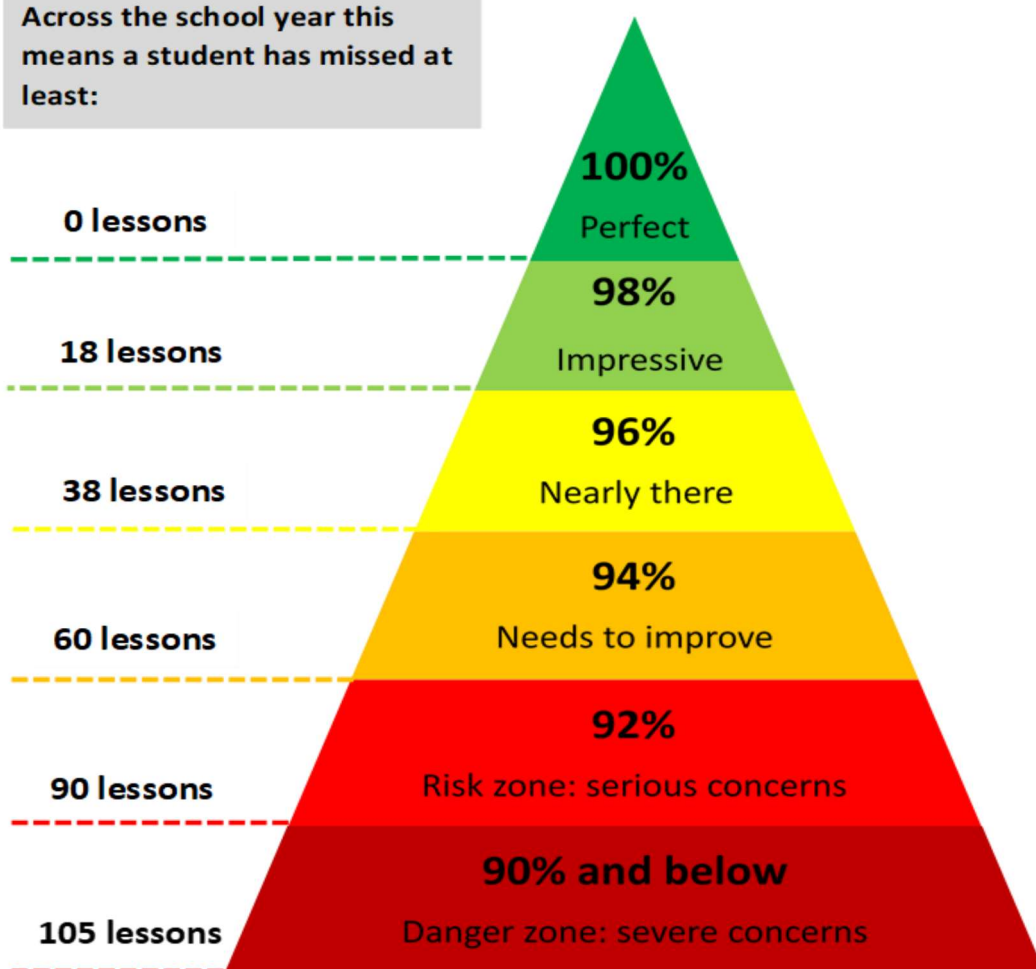 Across the school year this
means a student has missed at
least:
100%
0 lessons
Perfect
98%
18 lessons
Impressive
96%
38 lessons
Nearly there
94%
60 lessons
Needs to improve
92%
90 lessons
Risk zone: serious concerns
90% and below
105 lessons
Danger zone: severe concerns